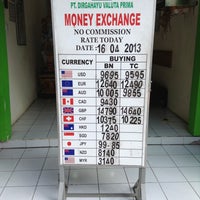 PT. DIRGAHAYU VALUTA PRIMA
MONEY EXCHANGE
NO COMMISSION
RATE TODAY
DATE: 16 04 2013
CURRENCY BUYING
BN TC
USD 9695 9595
EUR 12640 12490
AUD 10085
CAD 9430
GBP 14790 14640
CHF 10375 10225
HKD 1240
SGD 7820
JPY 99.85
NZD 8140
MYR 3140